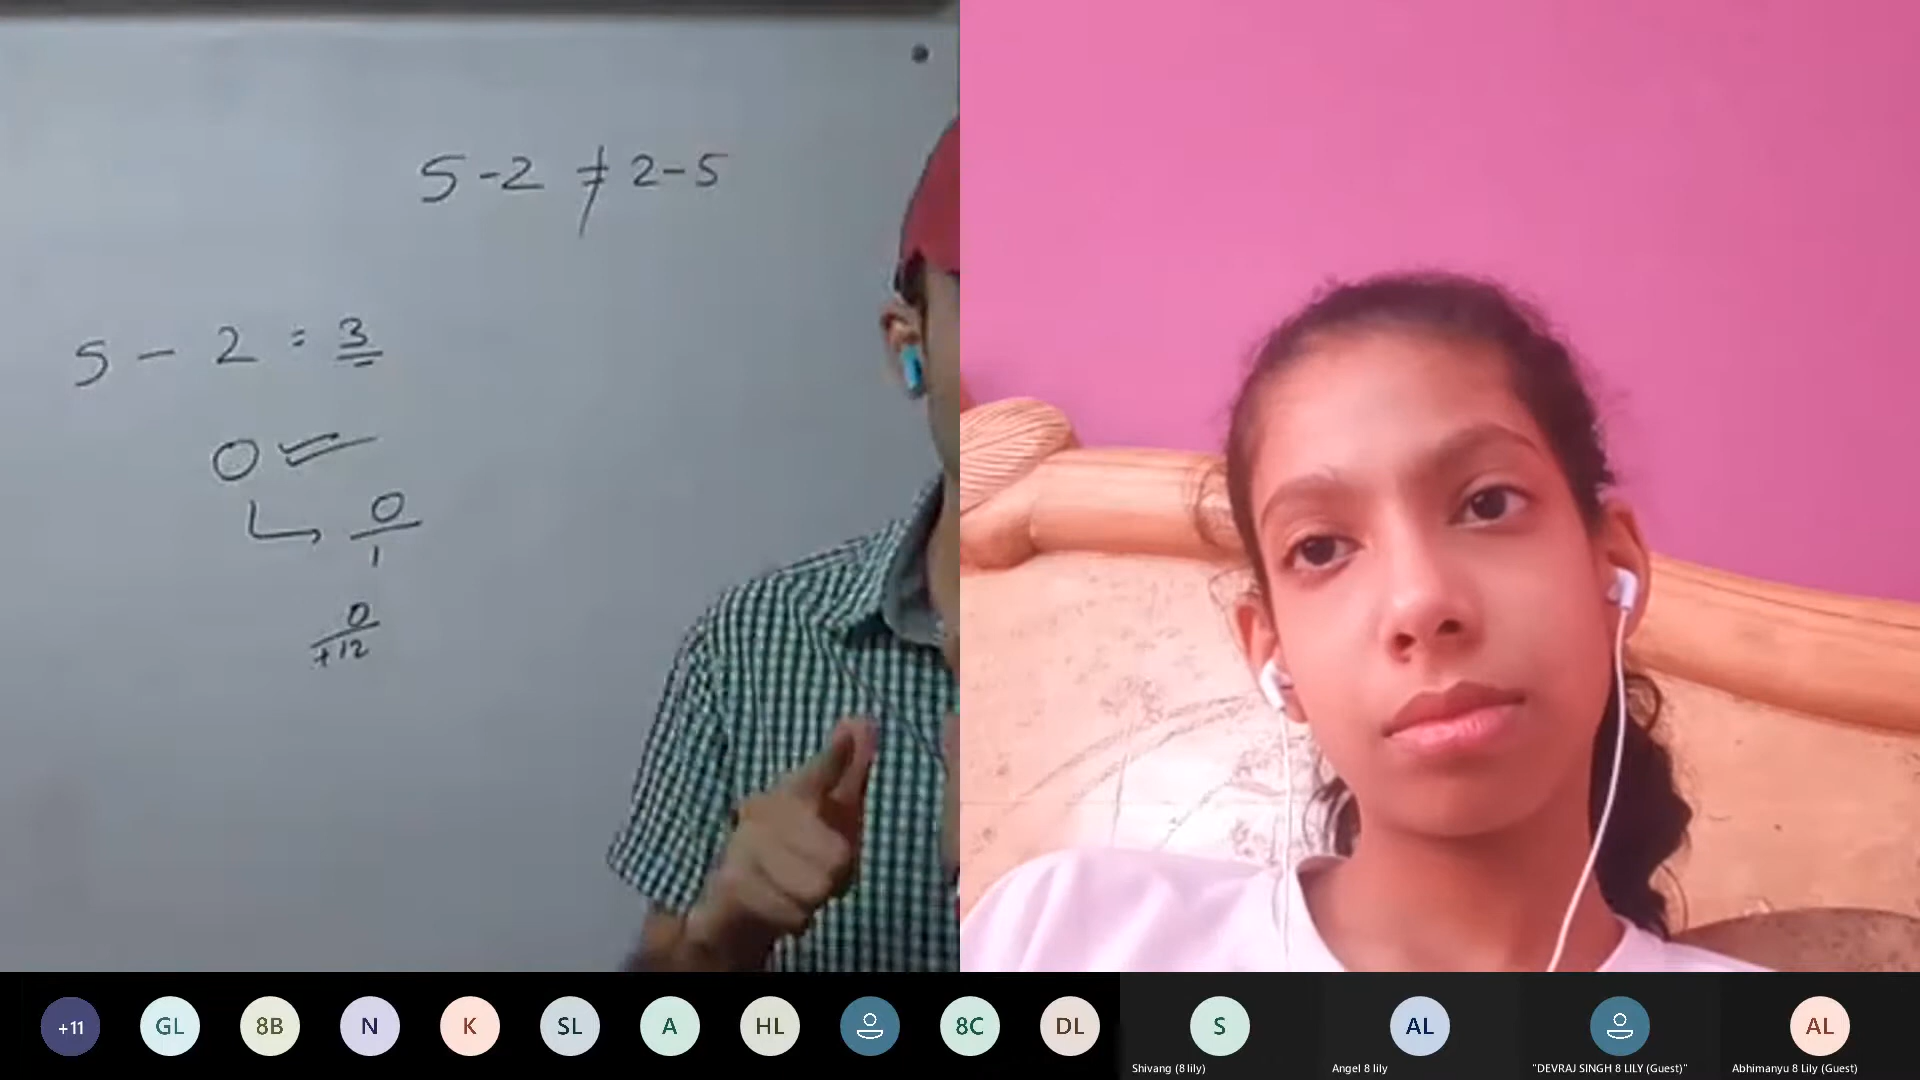 5 - 2 ≠ 2 - 5
5 - 2 = 3
0
0
1
0
+12
+11
GL
8B
N
K
SL
A
HL
8C
DL
S
AL
AL
Shivang (8 lily)
Angel 8 lily
"DEVRAJ SINGH 8 LILY (Guest)"
Abhimanyu 8 Lily (Guest)